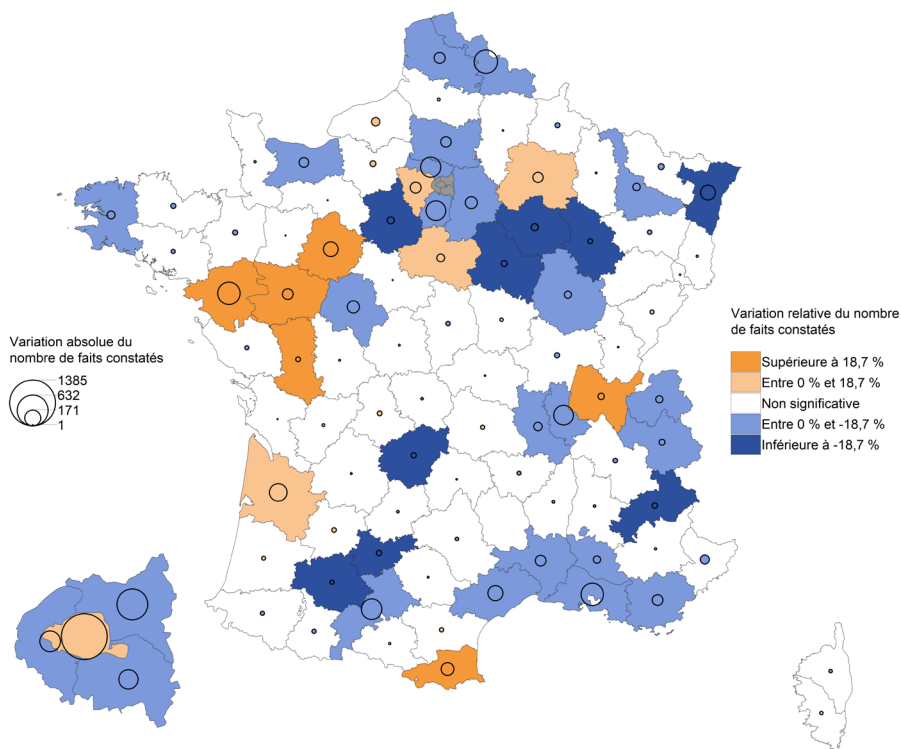 Variation absolue du
nombre de faits constatés
1385
632
171
1
Variation relative du nombre
de faits constatés
Supérieure à 18,7 %
Entre 0 % et 18,7 %
Non significative
Entre 0 % et -18,7 %
Inférieure à -18,7 %